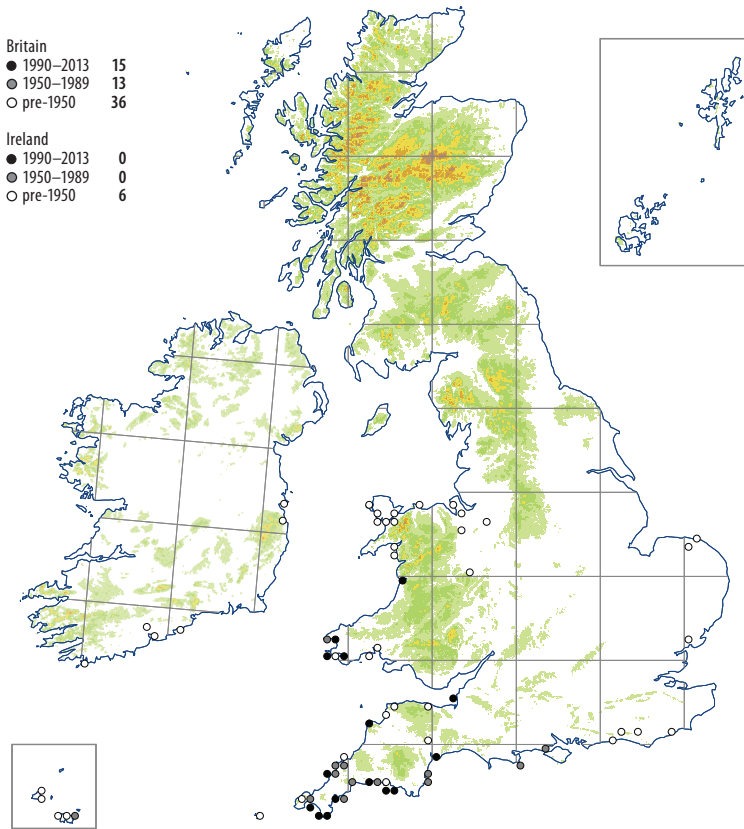 Britain
● 1990–2013 15
● 1950–1989 13
○ pre-1950 36
Ireland
● 1990–2013 0
● 1950–1989 0
○ pre-1950 6